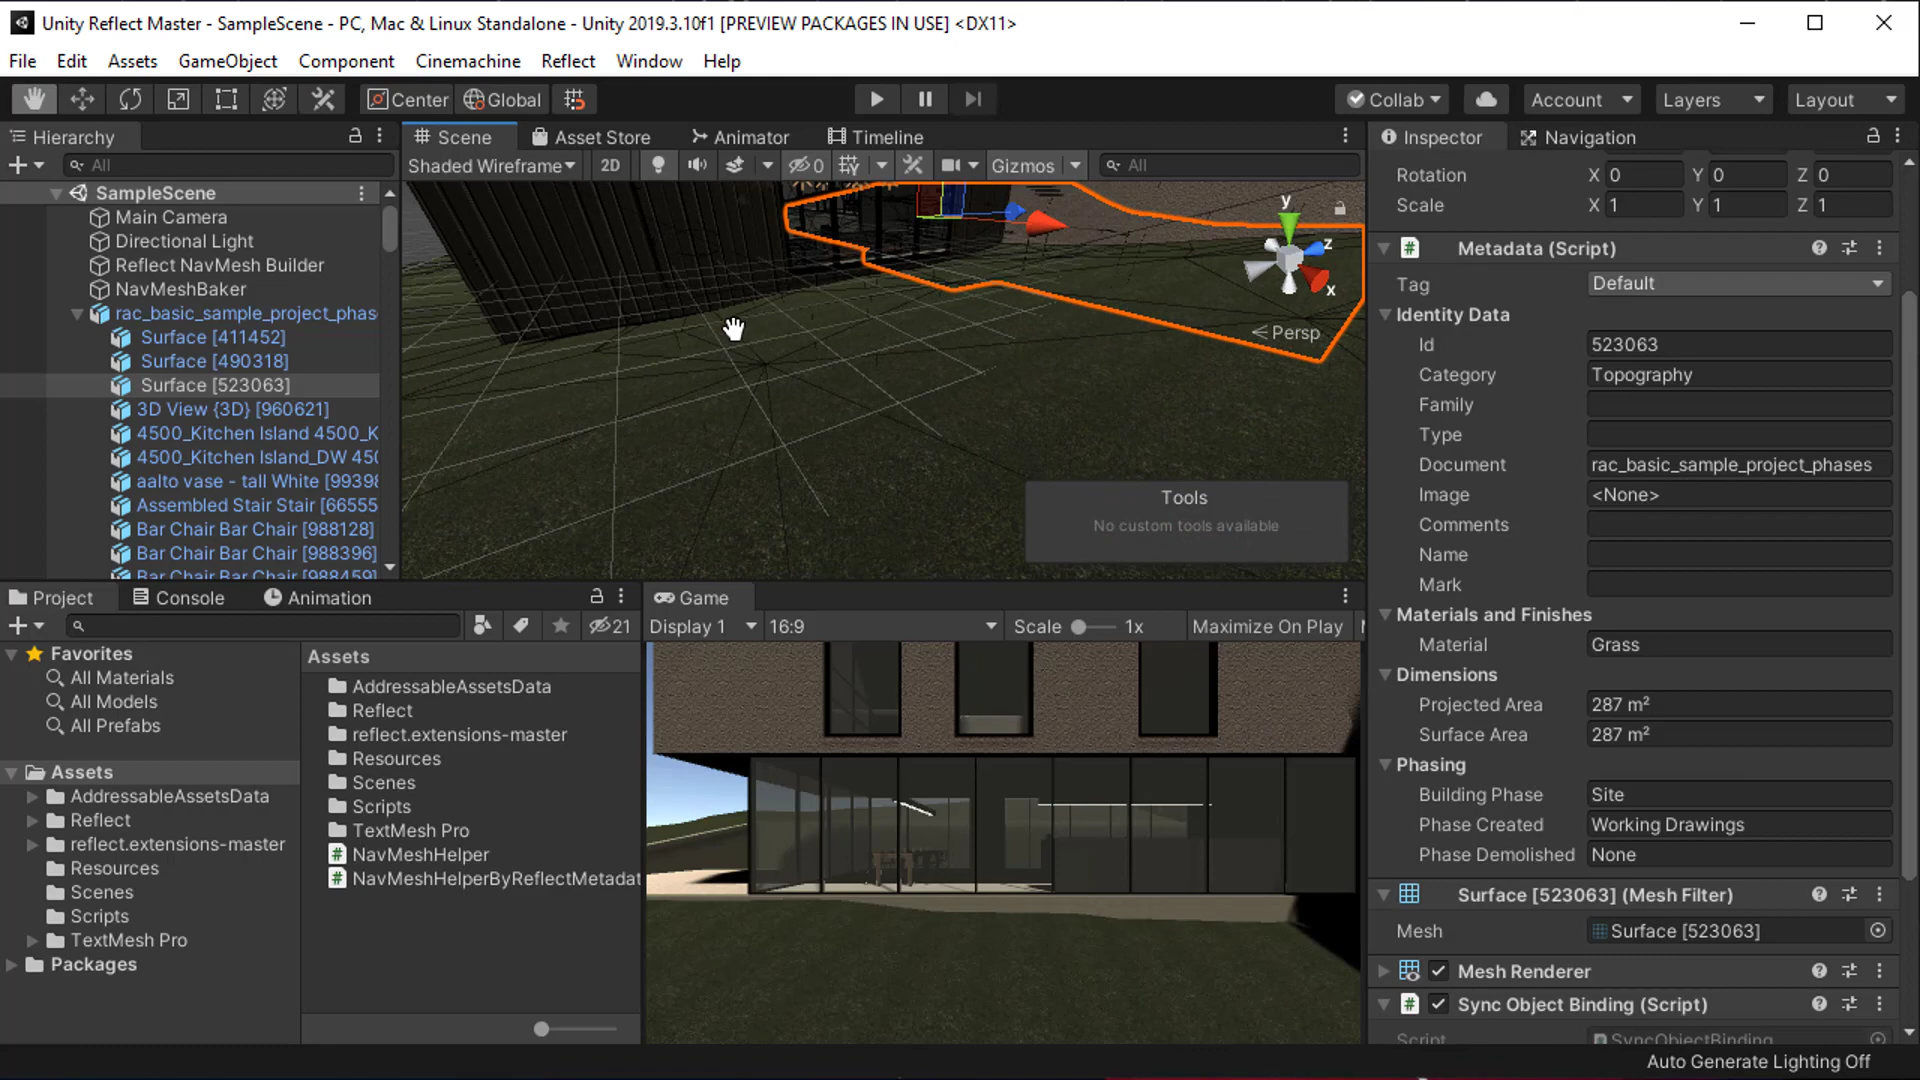 Unity Reflect Master - SampleScene - PC, Mac & Linux Standalone - Unity 2019.3.10f1 [PREVIEW PACKAGES IN USE] <DX11>
File Edit Assets GameObject Component Cinemachine Reflect Window Help
Center Global Collab Account Layers Layout
Hierarchy
All
SampleScene
Main Camera
Directional Light
Reflect NavMesh Builder
NavMeshBaker
rac_basic_sample_project_phas
Surface [411452]
Surface [490318]
Surface [523063]
3D View {3D} [960621]
4500_Kitchen Island 4500_K
4500_Kitchen Island_DW 450
aalto vase - tall White [99398
Assembled Stair Stair [66555
Bar Chair Bar Chair [988128]
Bar Chair Bar Chair [988396]
Bar Chair Bar Chair [988459]
Scene Asset Store Animator Timeline
Shaded Wireframe 2D 0 Gizmos All
y
z
x
Persp
Tools
No custom tools available
Inspector Navigation
Rotation X 0 Y 0 Z 0
Scale X 1 Y 1 Z 1
Metadata (Script)
Tag Default
Identity Data
Id 523063
Category Topography
Family
Type
Document rac_basic_sample_project_phases
Image <None>
Comments
Name
Mark
Materials and Finishes
Material Grass
Dimensions
Projected Area 287 m²
Surface Area 287 m²
Phasing
Building Phase Site
Phase Created Working Drawings
Phase Demolished None
Surface [523063] (Mesh Filter)
Mesh Surface [523063]
Mesh Renderer
Sync Object Binding (Script)
Script SyncObjectBinding
Project Console Animation
21
Favorites
All Materials
All Models
All Prefabs
Assets
AddressableAssetsData
Reflect
reflect.extensions-master
Resources
Scenes
Scripts
TextMesh Pro
Packages
Assets
AddressableAssetsData
Reflect
reflect.extensions-master
Resources
Scenes
Scripts
TextMesh Pro
NavMeshHelper
NavMeshHelperByReflectMetadat
Game
Display 1 16:9 Scale 1x Maximize On Play
Auto Generate Lighting Off